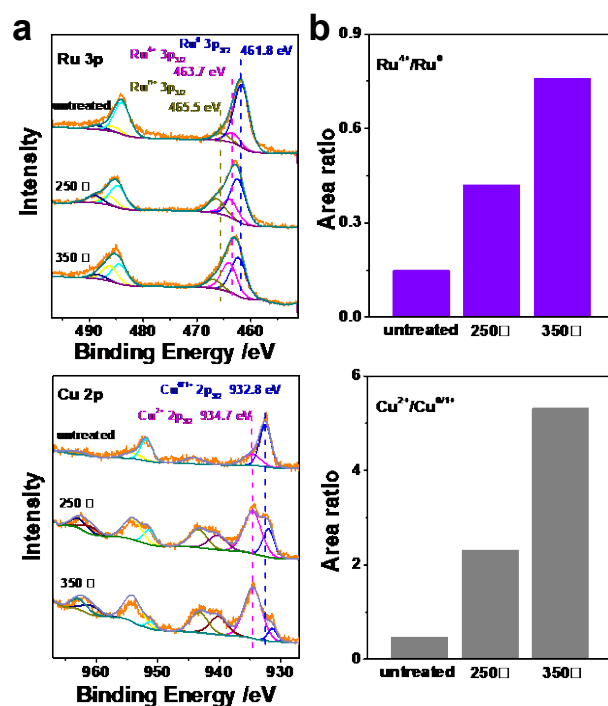 a
b
Ru 3p
Ru⁰ 3p₃/₂ 461.8 eV
Ru⁴⁺ 3p₃/₂
463.7 eV
Ruⁿ⁺ 3p₃/₂
465.5 eV
untreated
250 □
350 □
Intensity
490 480 470 460
Binding Energy /eV
Ru⁴⁺/Ru⁰
Area ratio
0.9
0.6
0.3
0.0
untreated 250□ 350□
Cu 2p
Cu⁰/¹⁺ 2p₃/₂ 932.8 eV
Cu²⁺ 2p₃/₂ 934.7 eV
untreated
250 □
350 □
Intensity
960 950 940 930
Binding Energy /eV
Cu²⁺/Cu⁰/¹⁺
Area ratio
6
4
2
0
untreated 250□ 350□